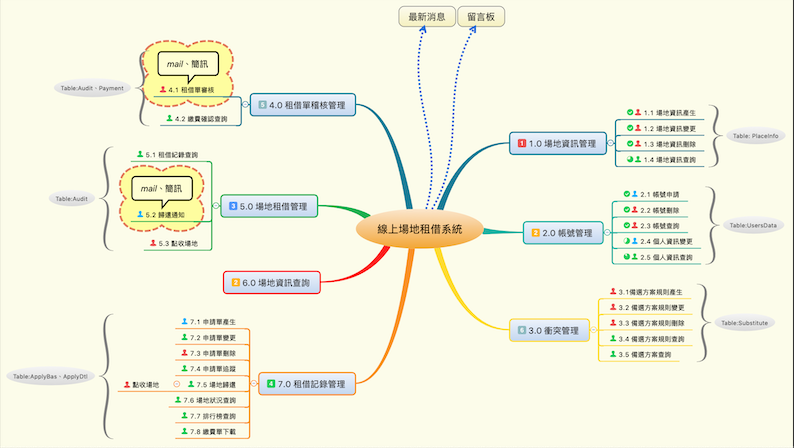 最新消息
留言板
線上場地租借系統
1 1.0 場地資訊管理
1.1 場地資訊產生
1.2 場地資訊變更
1.3 場地資訊刪除
1.4 場地資訊查詢
Table: PlaceInfo
2 2.0 帳號管理
2.1 帳號申請
2.2 帳號刪除
2.3 帳號查詢
2.4 個人資訊變更
2.5 個人資訊查詢
Table:UsersData
6 3.0 衝突管理
3.1備選方案規則產生
3.2 備選方案規則變更
3.3 備選方案規則刪除
3.4 備選方案規則查詢
3.5 備選方案查詢
Table:Substitute
5 4.0 租借單稽核管理
mail、簡訊
4.1 租借單審核
4.2 繳費確認查詢
Table:Audit、Payment
3 5.0 場地租借管理
5.1 租借紀錄查詢
mail、簡訊
5.2 歸還通知
5.3 點收場地
Table:Audit
2 6.0 場地資訊查詢
4 7.0 租借記錄管理
7.1 申請單產生
7.2 申請單變更
7.3 申請單刪除
7.4 申請單追蹤
點收場地
7.5 場地歸還
7.6 場地狀況查詢
7.7 排行榜查詢
7.8 繳費單下載
Table:ApplyBas、ApplyDtl